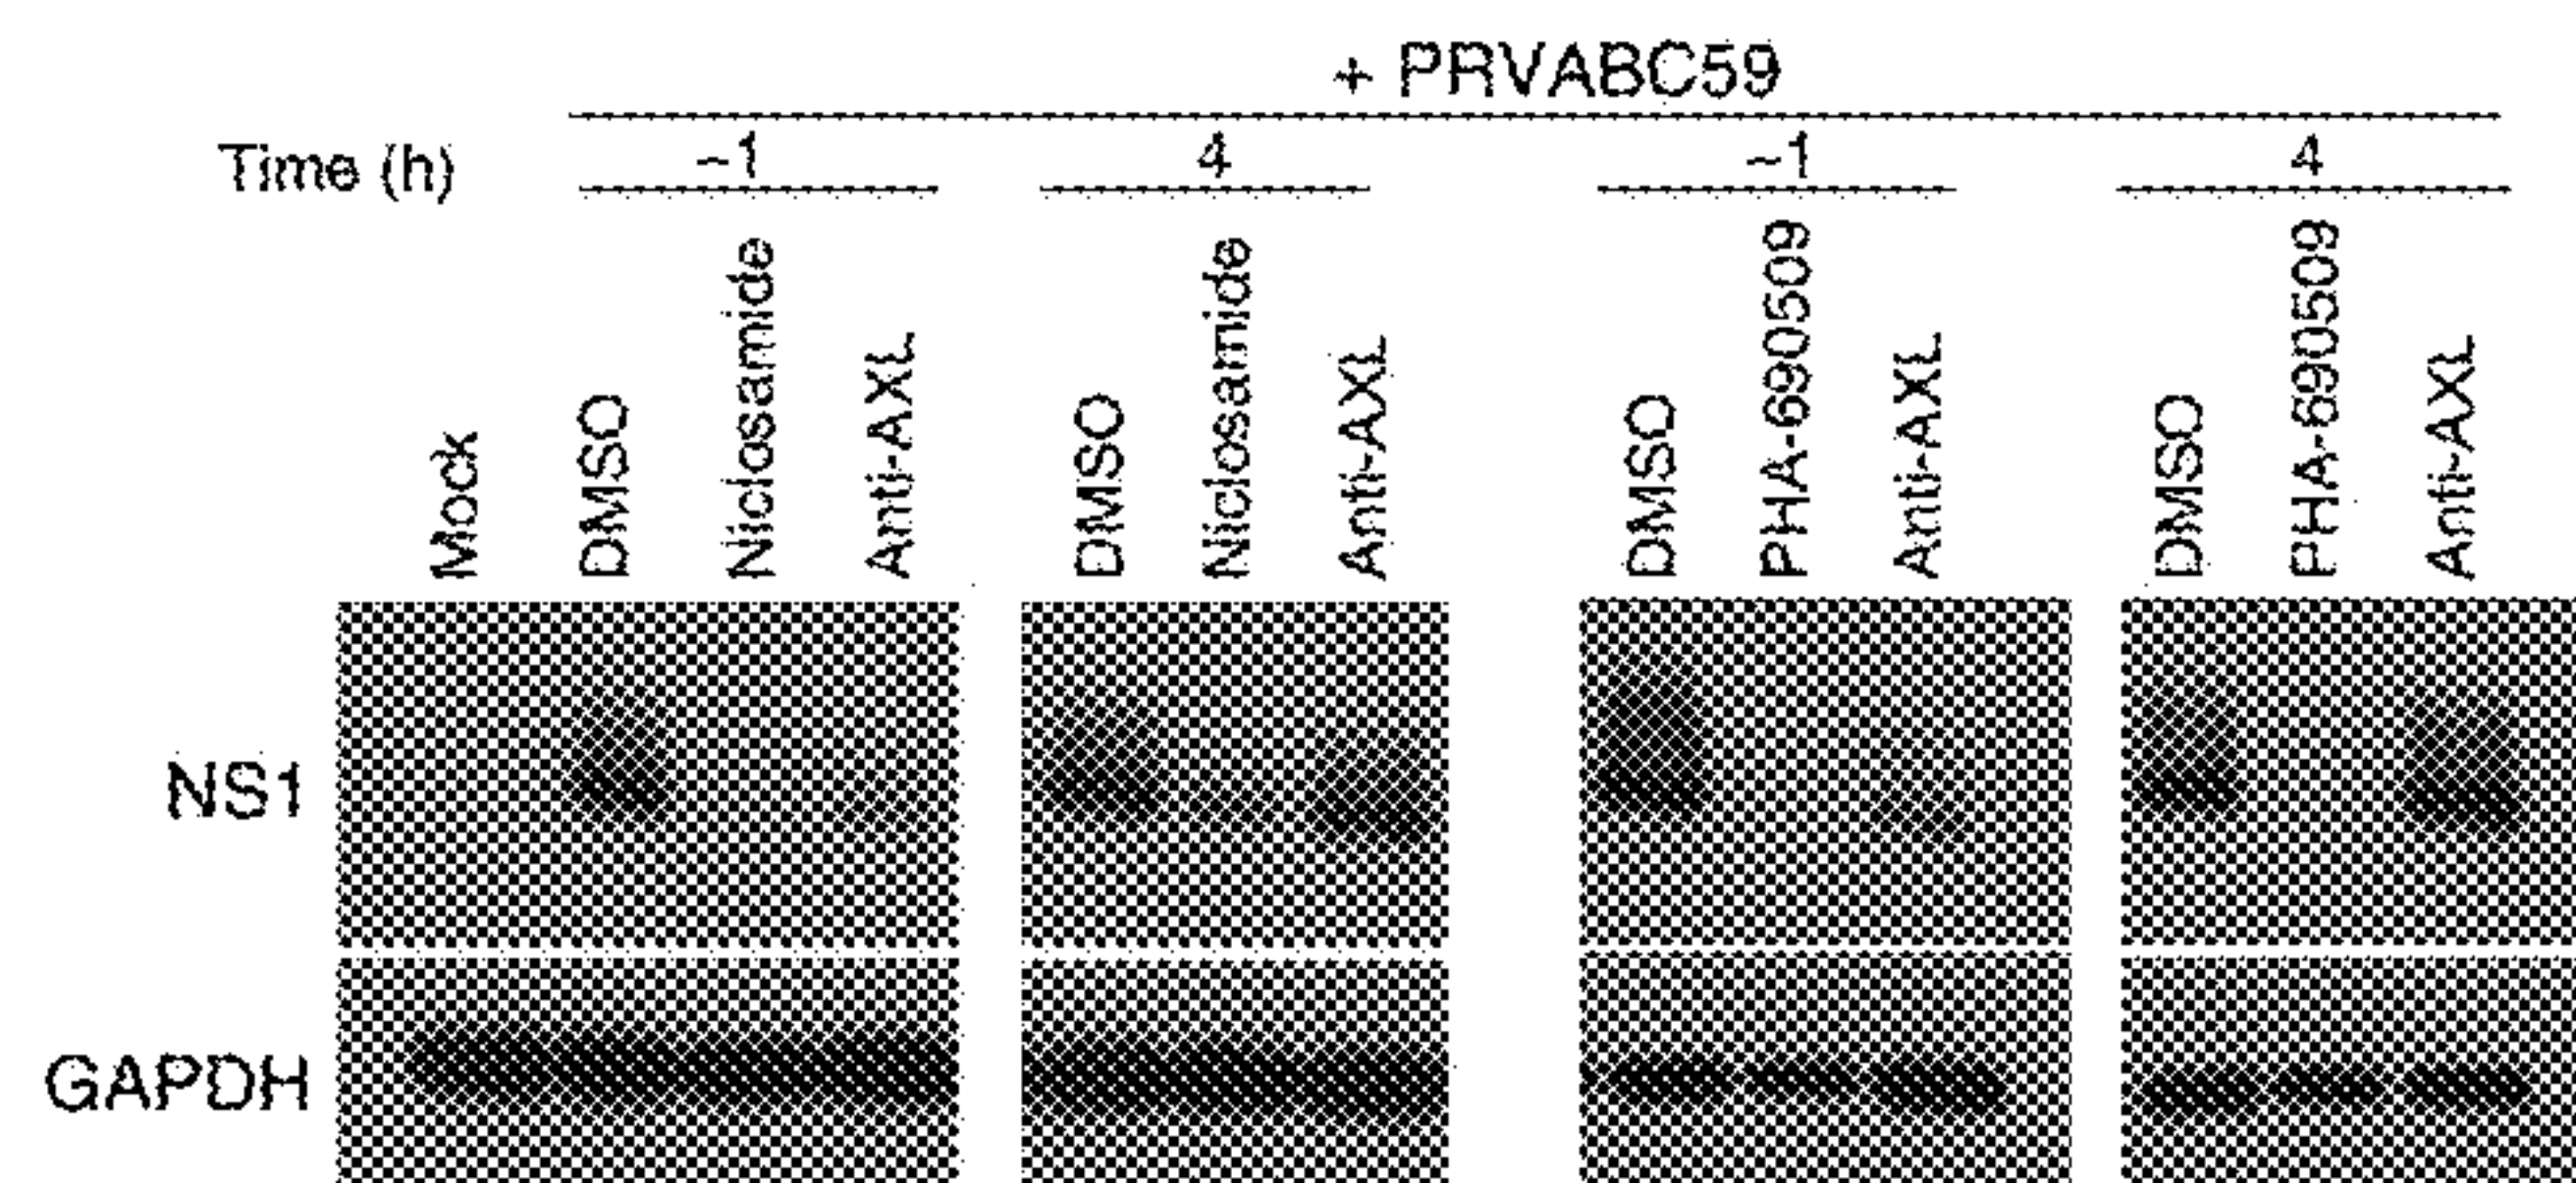 + PRVABC59
Time (h) −1 4 −1 4
Mock DMSO Niclosamide Anti-AXL DMSO Niclosamide Anti-AXL DMSO PHA-690509 Anti-AXL DMSO PHA-690509 Anti-AXL
NS1
GAPDH